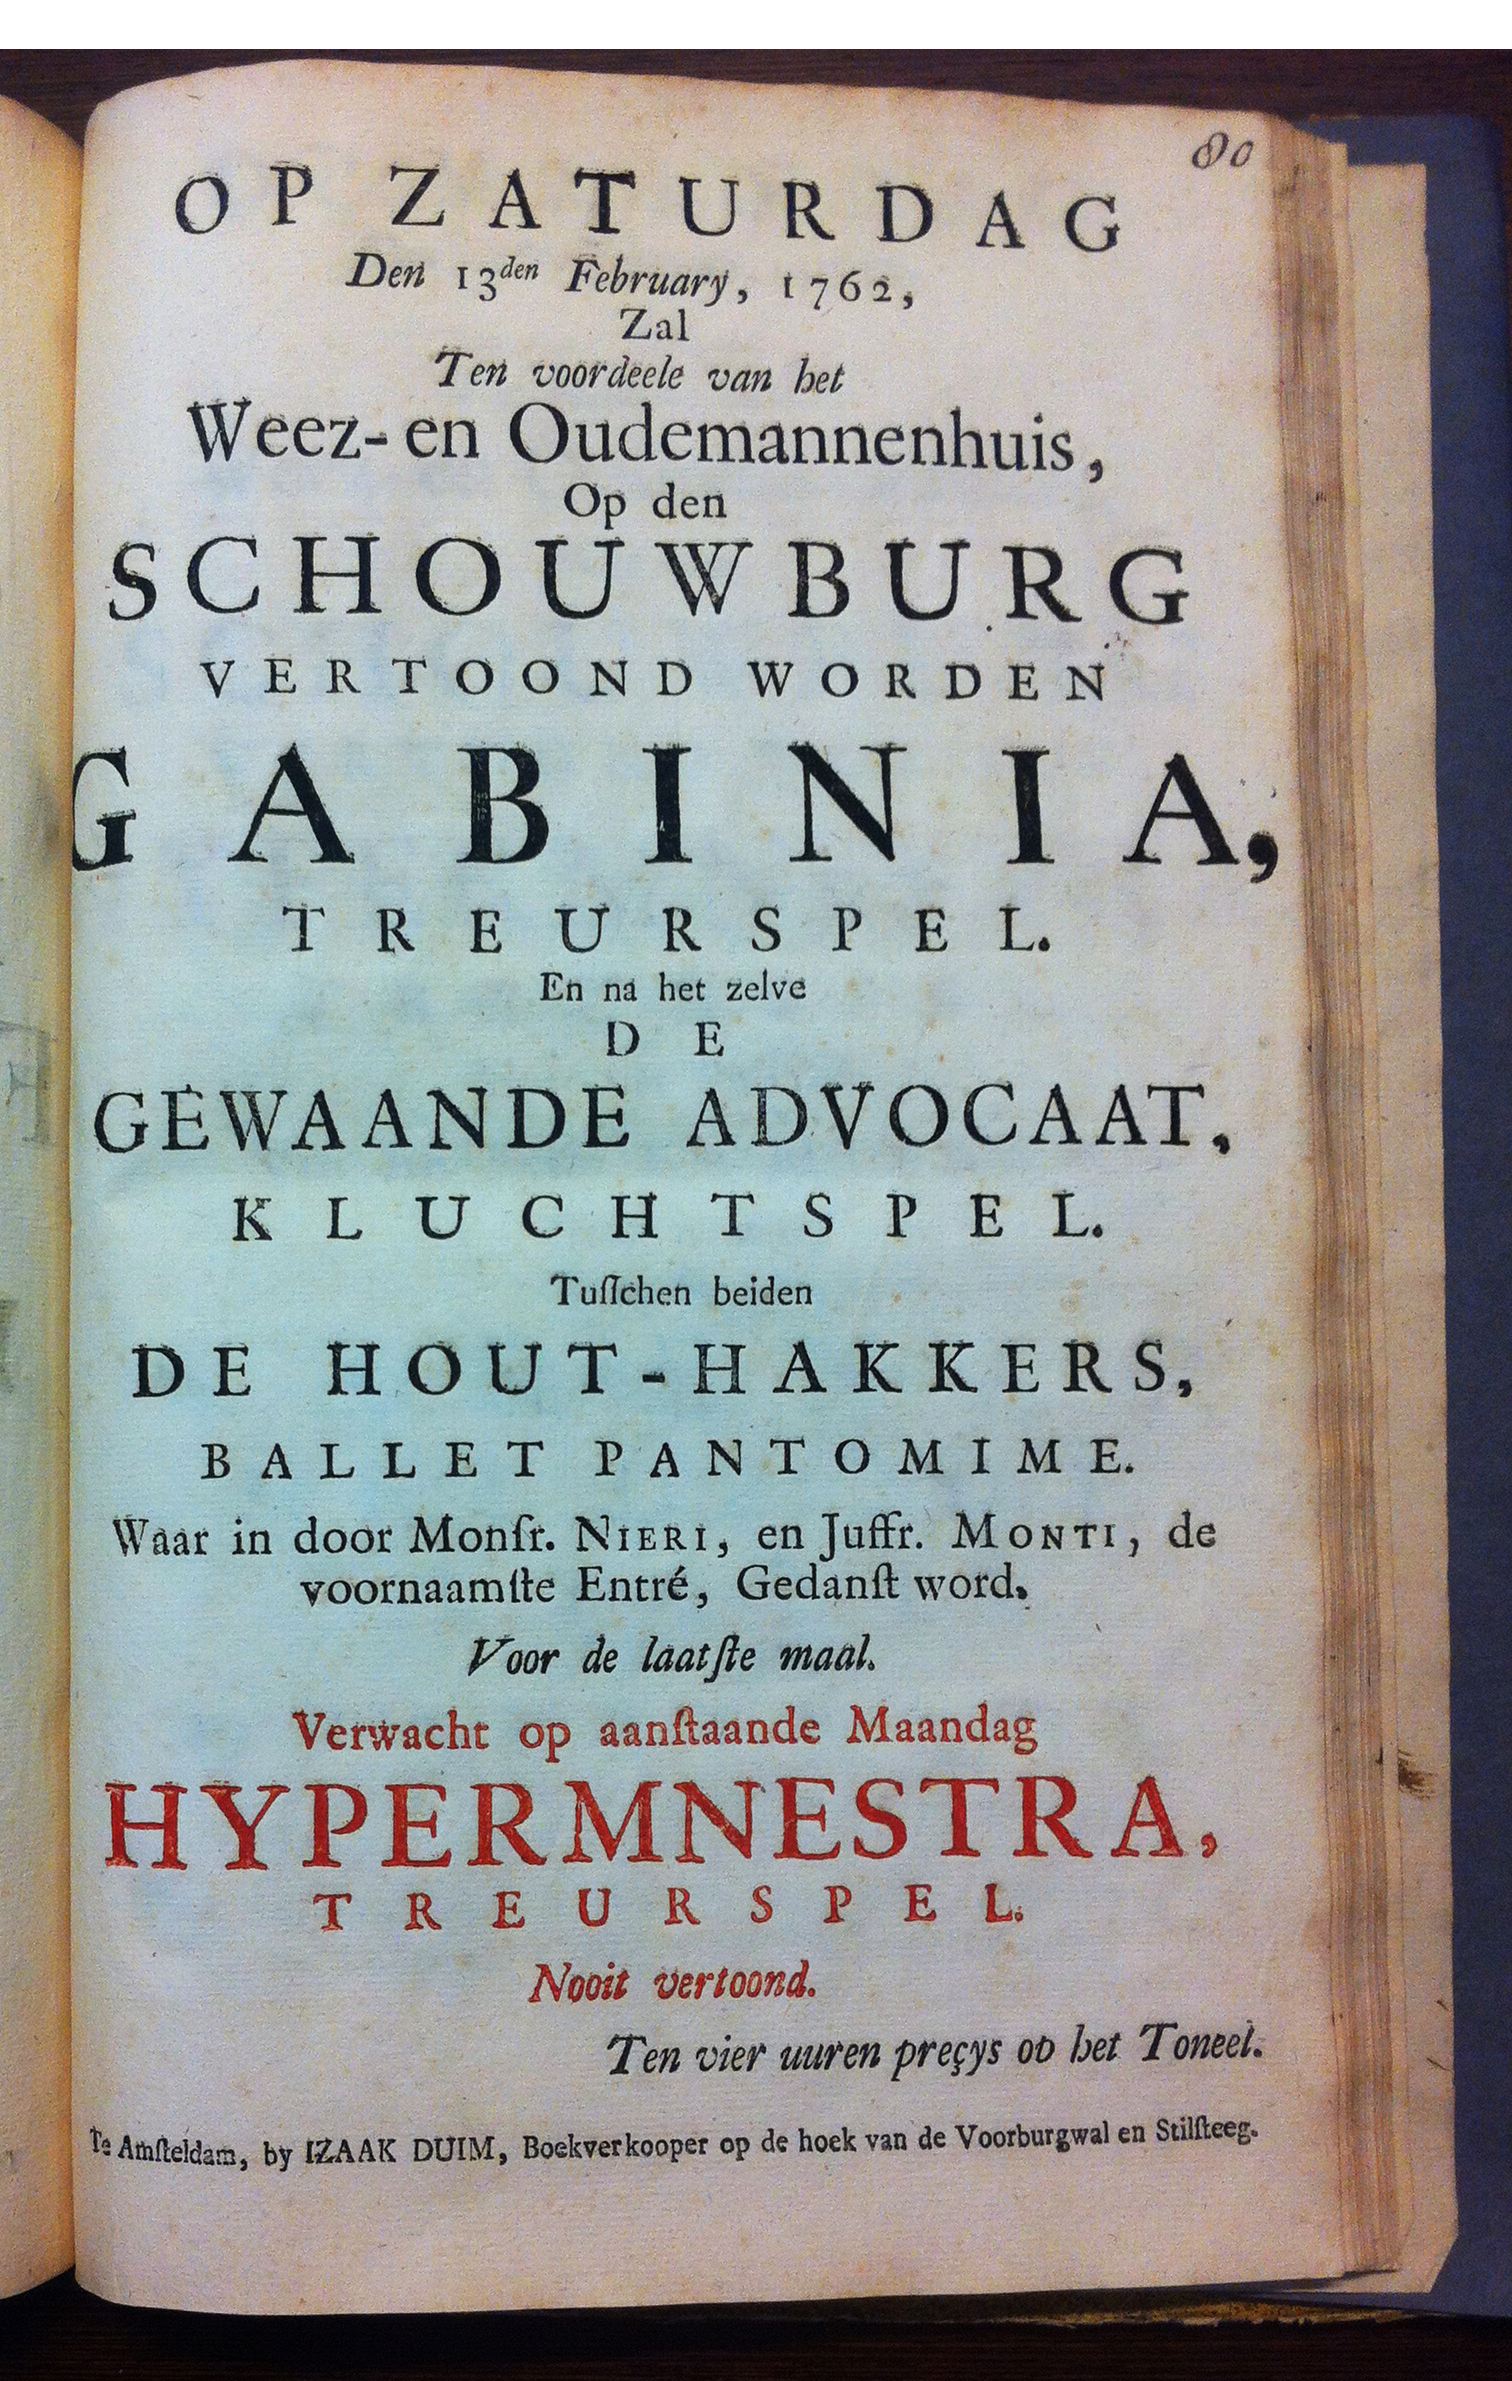 80
OP ZATURDAG
Den 13den February, 1762,
Zal
Ten voordeele van het
Weez- en Oudemannenhuis,
Op den
SCHOUWBURG
VERTOOND WORDEN
GABINIA,
TREURSPEL.
En na het zelve
DE
GEWAANDE ADVOCAAT,
KLUCHTSPEL.
Tuſſchen beiden
DE HOUT-HAKKERS,
BALLET PANTOMIME.
Waar in door Monſr. NIERI, en Juffr. MONTI, de
voornaamſte Entré, Gedanſt word.
Voor de laatſte maal.
Verwacht op aanſtaande Maandag
HYPERMNESTRA,
TREURSPEL.
Nooit vertoond.
Ten vier uuren preçys op het Toneel.
Te Amſteldam, by IZAAK DUIM, Boekverkooper op de hoek van de Voorburgwal en Stilſteeg.